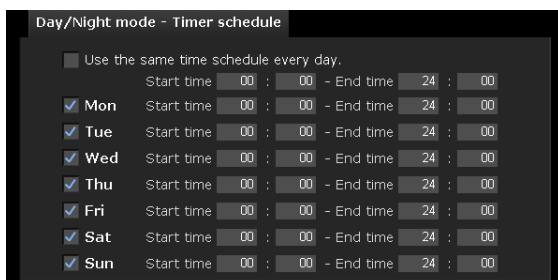 Day/Night mode - Timer schedule
Use the same time schedule every day.
Start time 00 : 00 - End time 24 : 00
Mon Start time 00 : 00 - End time 24 : 00
Tue Start time 00 : 00 - End time 24 : 00
Wed Start time 00 : 00 - End time 24 : 00
Thu Start time 00 : 00 - End time 24 : 00
Fri Start time 00 : 00 - End time 24 : 00
Sat Start time 00 : 00 - End time 24 : 00
Sun Start time 00 : 00 - End time 24 : 00